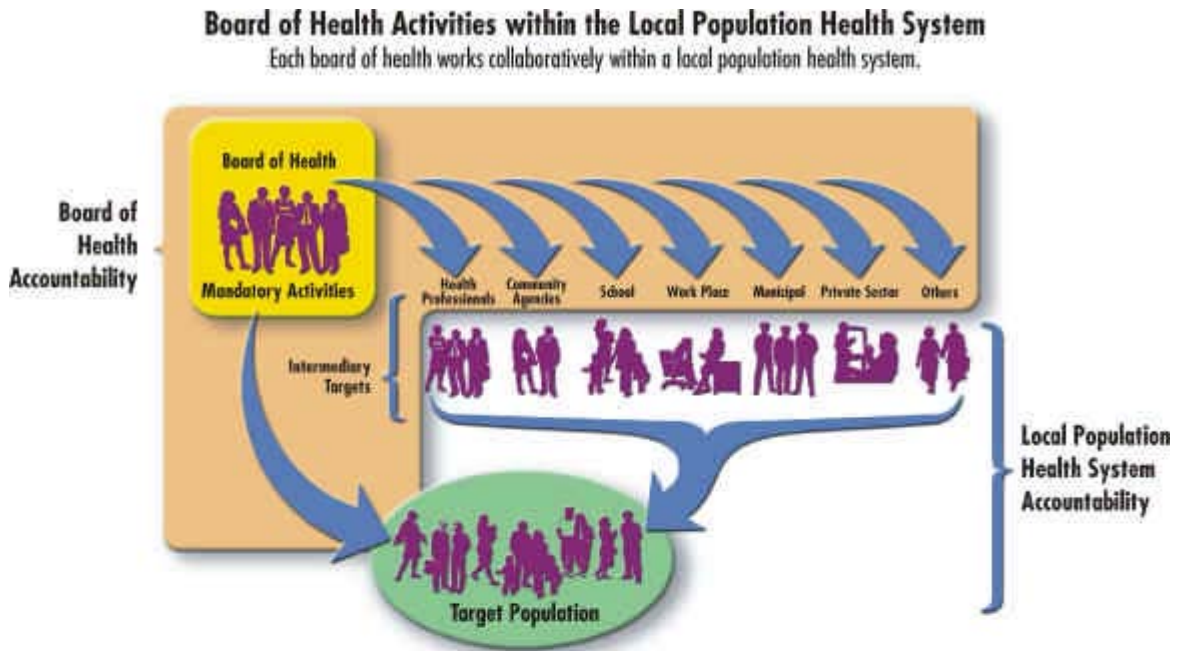 Board of Health Activities within the Local Population Health System
Each board of health works collaboratively within a local population health system.
Board of Health
Mandatory Activities
Board of
Health
Accountability
Health
Professionals
Community
Agencies
School
Work Place
Municipal
Private Sector
Others
Intermediary
Targets
Local Population
Health System
Accountability
Target Population